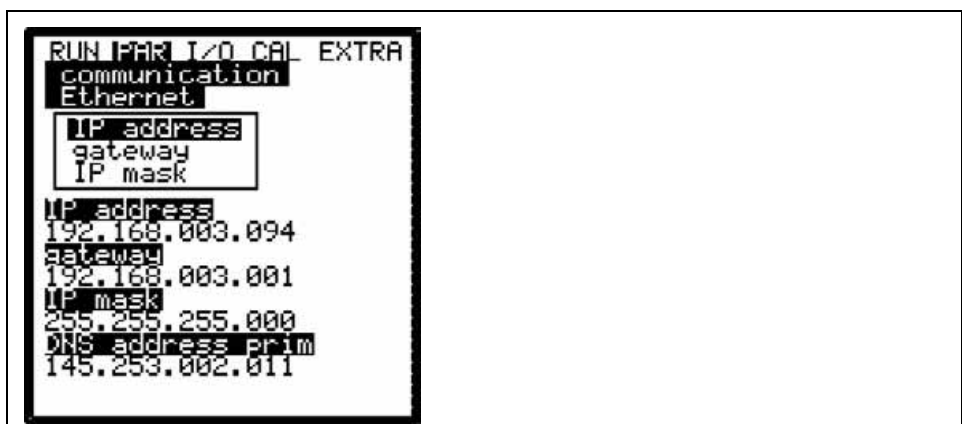 RUN PAR I/O CAL EXTRA
communication
Ethernet
IP address
gateway
IP mask
IP address
192.168.003.094
gateway
192.168.003.001
IP mask
255.255.255.000
DNS address prim
145.253.002.011